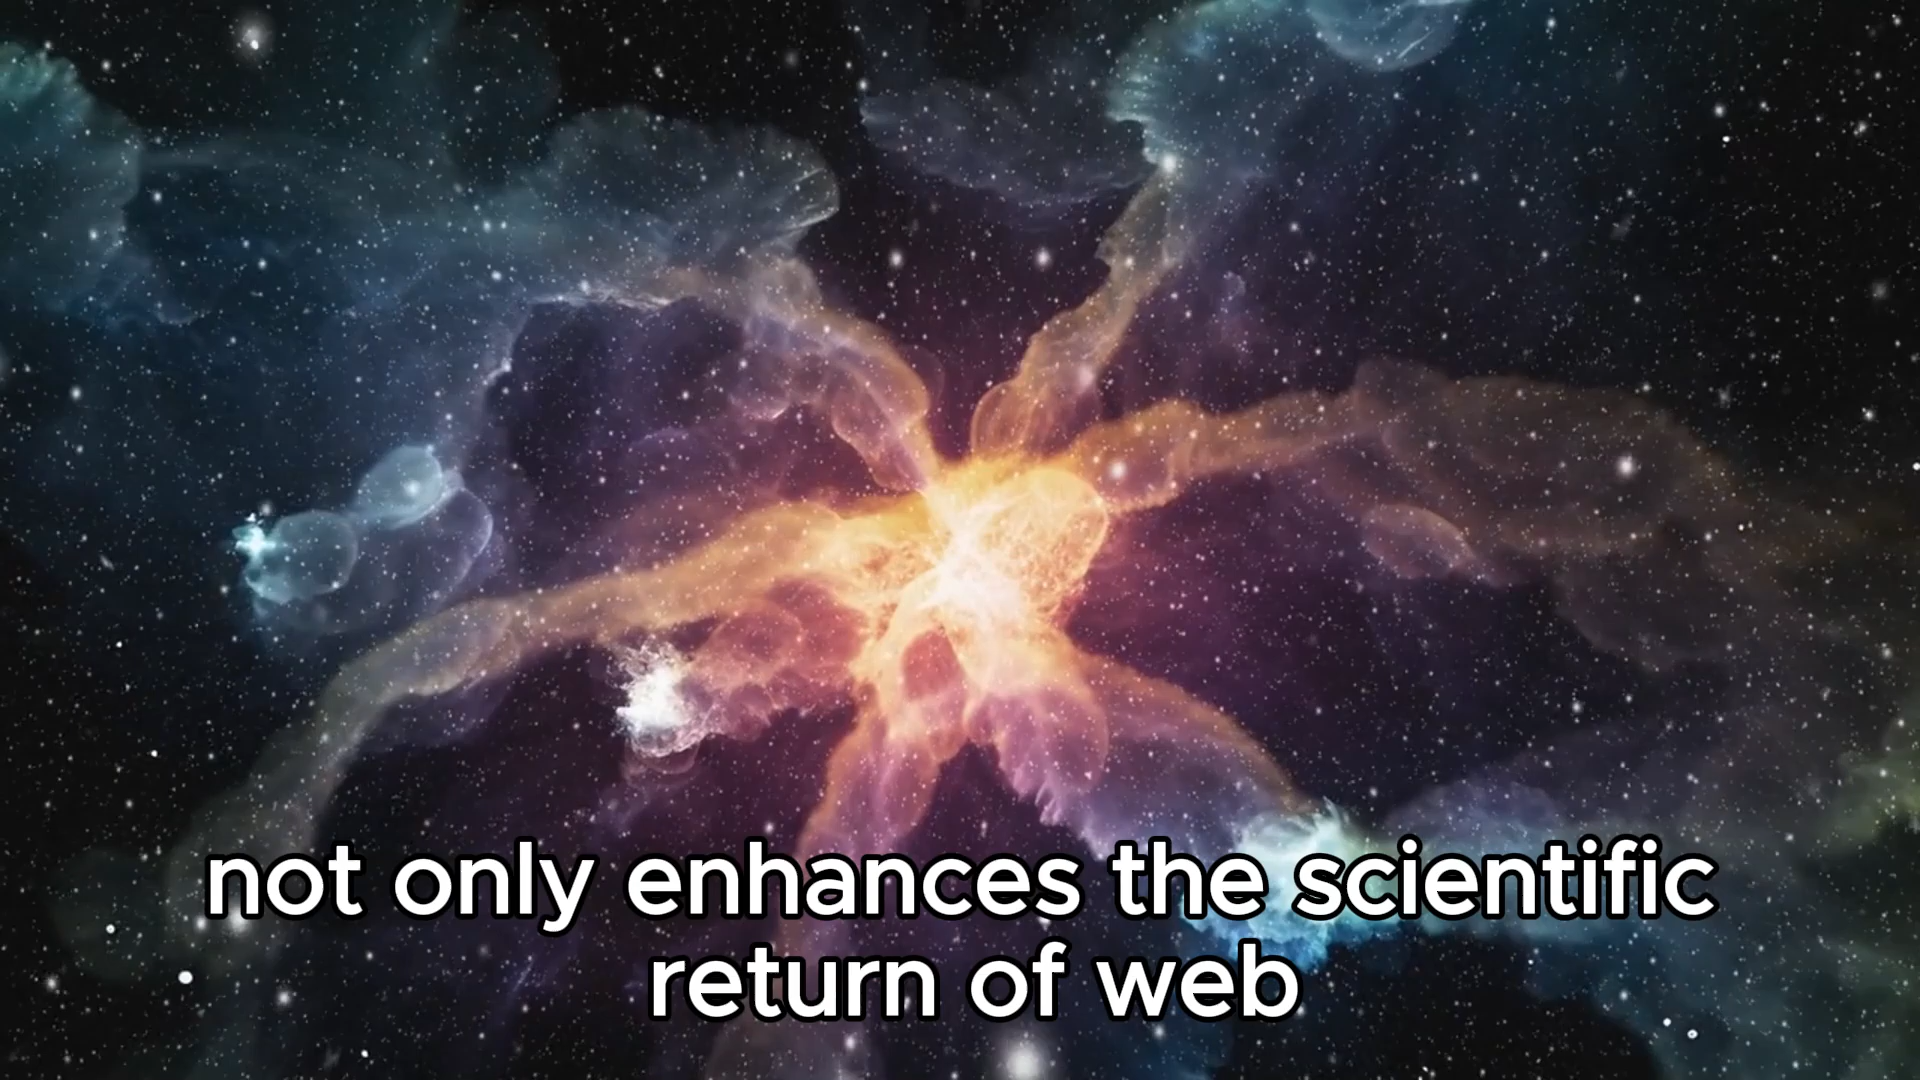 not only enhances the scientific
return of web